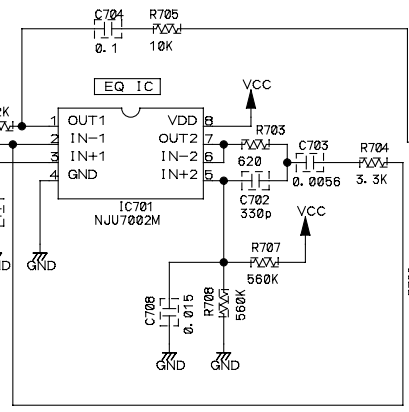 C704
R705
0.1
10K
EQ IC
VCC
2K
1 OUT1 VDD 8
2 IN-1 OUT2 7
3 IN+1 IN-2 6
4 GND IN+2 5
R703
620
C703
0.0056
R704
3.3K
IC701
NJU7002M
C702
330p
VCC
R707
560K
GND
C708
0.015
R708
560K
GND
GND